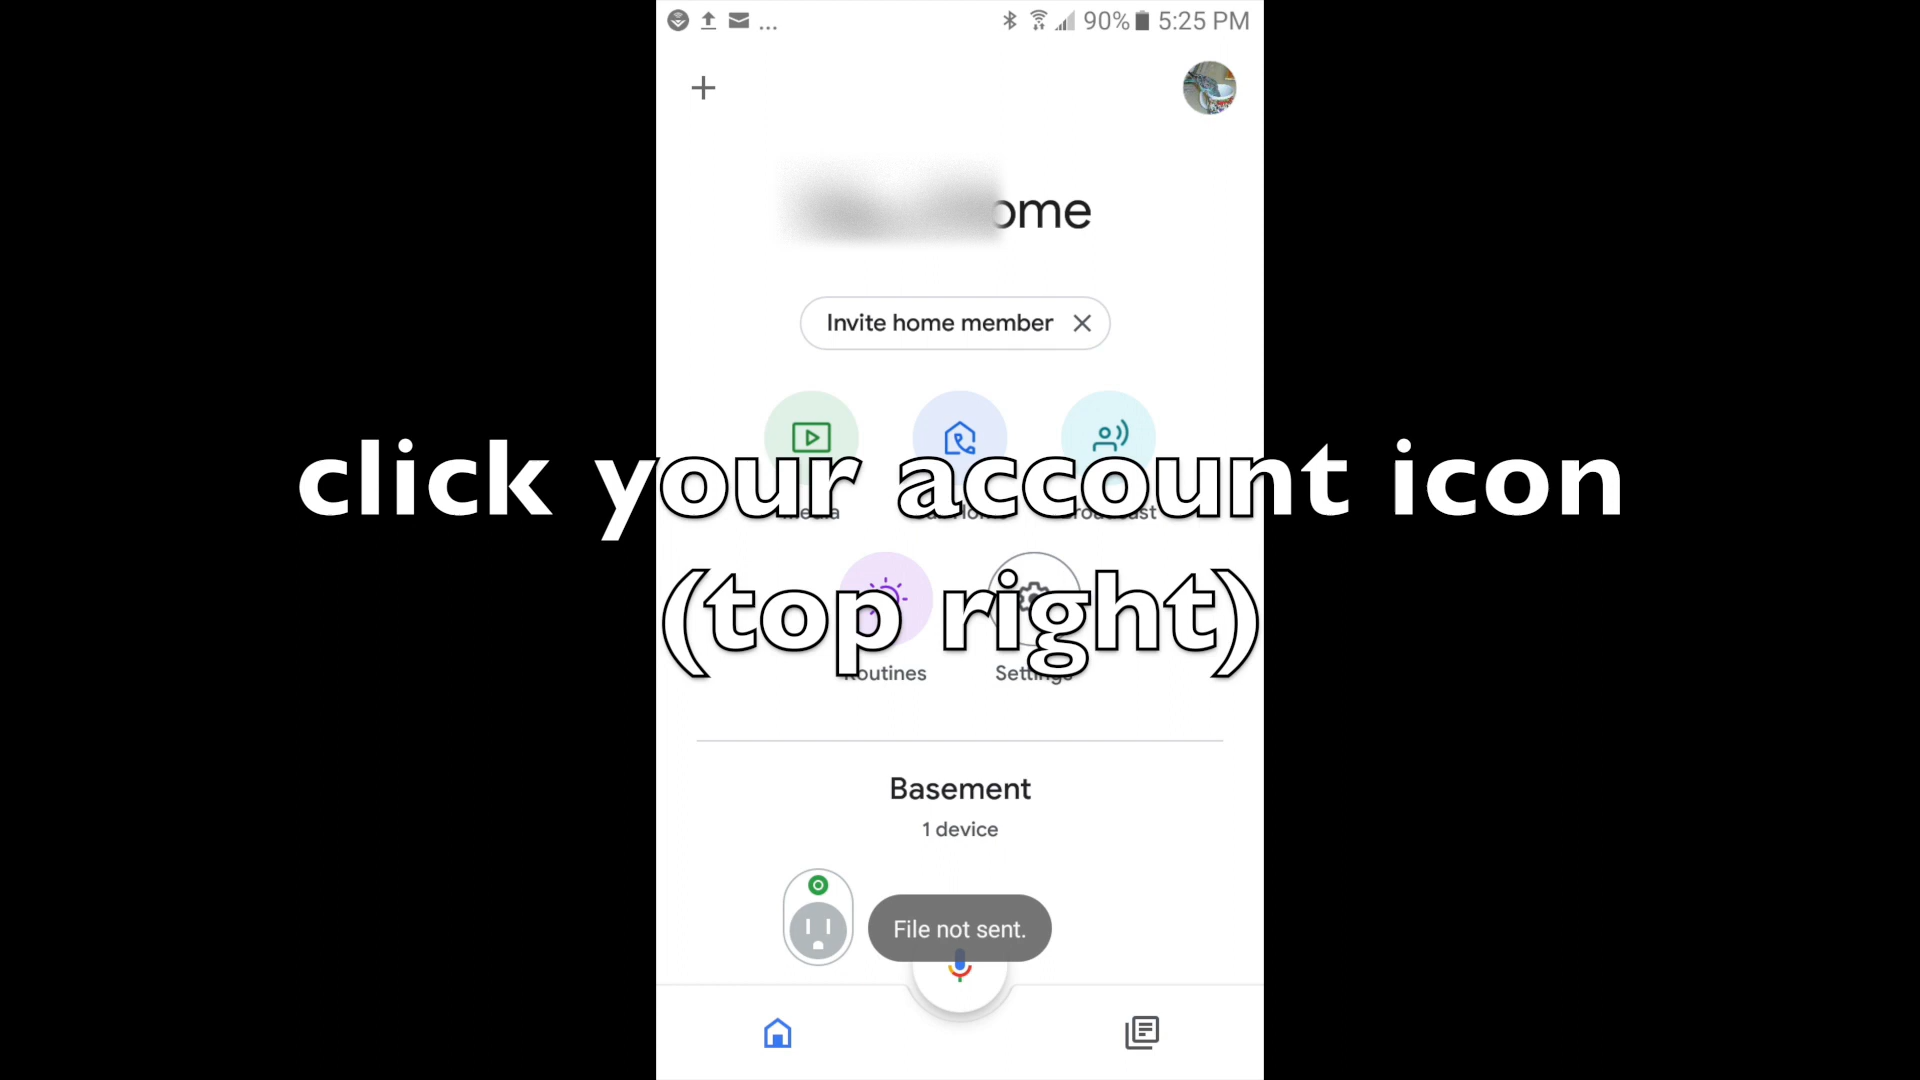 ... 90% 5:25 PM
Invite home member
click your account icon
(top right)
Routines Settings
Basement
1 device
File not sent.